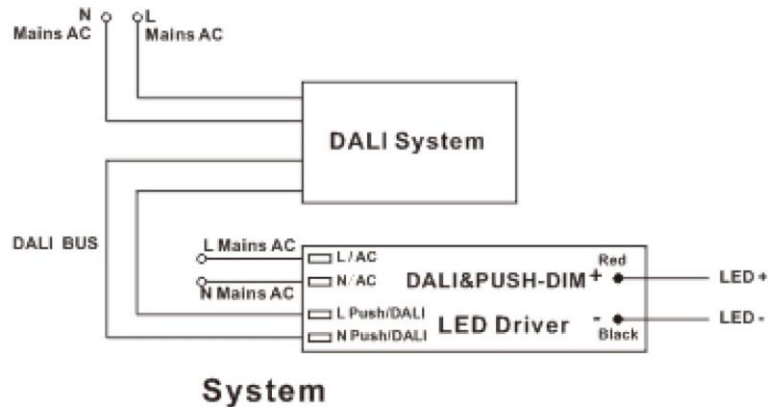 N
Mains AC
L
Mains AC
DALI System
DALI BUS
L Mains AC
N Mains AC
L/AC
N/AC
L Push/DALI
N Push/DALI
DALI&PUSH-DIM
LED Driver
Red
+
-
Black
LED +
LED -
System